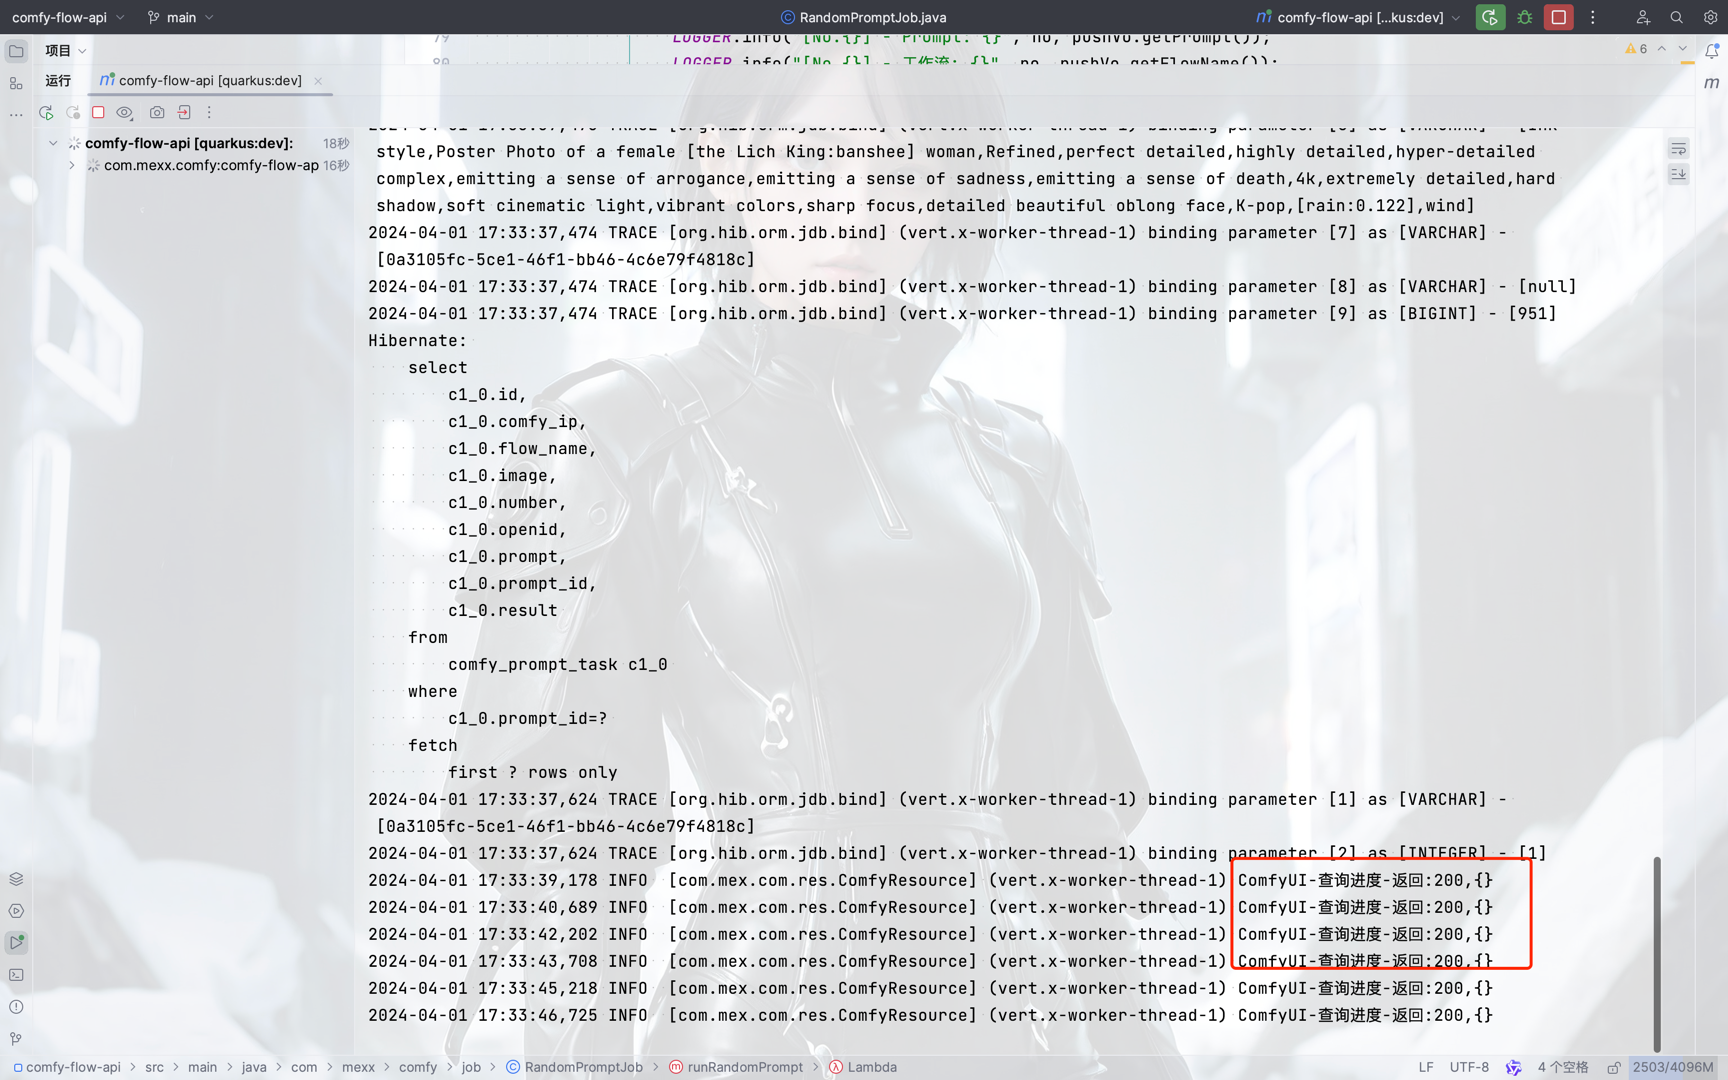 comfy-flow-api
main
RandomPromptJob.java
comfy-flow-api [...kus:dev]
项目
79
LOGGER.info("[No.{}] - Prompt: {}", no, pushVo.getPrompt());
6
80
LOGGER.info("[No.{}] - 工作流: {}", no, pushVo.getFlowName());
运行
comfy-flow-api [quarkus:dev]
comfy-flow-api [quarkus:dev]: 18秒
com.mexx.comfy:comfy-flow-ap 16秒
style,Poster Photo of a female [the Lich King:banshee] woman,Refined,perfect detailed,highly detailed,hyper-detailed
complex,emitting a sense of arrogance,emitting a sense of sadness,emitting a sense of death,4k,extremely detailed,hard
shadow,soft cinematic light,vibrant colors,sharp focus,detailed beautiful oblong face,K-pop,[rain:0.122],wind]
2024-04-01 17:33:37,474 TRACE [org.hib.orm.jdb.bind] (vert.x-worker-thread-1) binding parameter [7] as [VARCHAR] -
[0a3105fc-5ce1-46f1-bb46-4c6e79f4818c]
2024-04-01 17:33:37,474 TRACE [org.hib.orm.jdb.bind] (vert.x-worker-thread-1) binding parameter [8] as [VARCHAR] - [null]
2024-04-01 17:33:37,474 TRACE [org.hib.orm.jdb.bind] (vert.x-worker-thread-1) binding parameter [9] as [BIGINT] - [951]
Hibernate:
select
c1_0.id,
c1_0.comfy_ip,
c1_0.flow_name,
c1_0.image,
c1_0.number,
c1_0.openid,
c1_0.prompt,
c1_0.prompt_id,
c1_0.result
from
comfy_prompt_task c1_0
where
c1_0.prompt_id=?
fetch
first ? rows only
2024-04-01 17:33:37,624 TRACE [org.hib.orm.jdb.bind] (vert.x-worker-thread-1) binding parameter [1] as [VARCHAR] -
[0a3105fc-5ce1-46f1-bb46-4c6e79f4818c]
2024-04-01 17:33:37,624 TRACE [org.hib.orm.jdb.bind] (vert.x-worker-thread-1) binding parameter [2] as [INTEGER] - [1]
2024-04-01 17:33:39,178 INFO [com.mex.com.res.ComfyResource] (vert.x-worker-thread-1) ComfyUI-查询进度-返回:200,{}
2024-04-01 17:33:40,689 INFO [com.mex.com.res.ComfyResource] (vert.x-worker-thread-1) ComfyUI-查询进度-返回:200,{}
2024-04-01 17:33:42,202 INFO [com.mex.com.res.ComfyResource] (vert.x-worker-thread-1) ComfyUI-查询进度-返回:200,{}
2024-04-01 17:33:43,708 INFO [com.mex.com.res.ComfyResource] (vert.x-worker-thread-1) ComfyUI-查询进度-返回:200,{}
2024-04-01 17:33:45,218 INFO [com.mex.com.res.ComfyResource] (vert.x-worker-thread-1) ComfyUI-查询进度-返回:200,{}
2024-04-01 17:33:46,725 INFO [com.mex.com.res.ComfyResource] (vert.x-worker-thread-1) ComfyUI-查询进度-返回:200,{}
comfy-flow-api > src > main > java > com > mexx > comfy > job > RandomPromptJob > runRandomPrompt > Lambda
LF UTF-8 4 个空格 2503/4096M